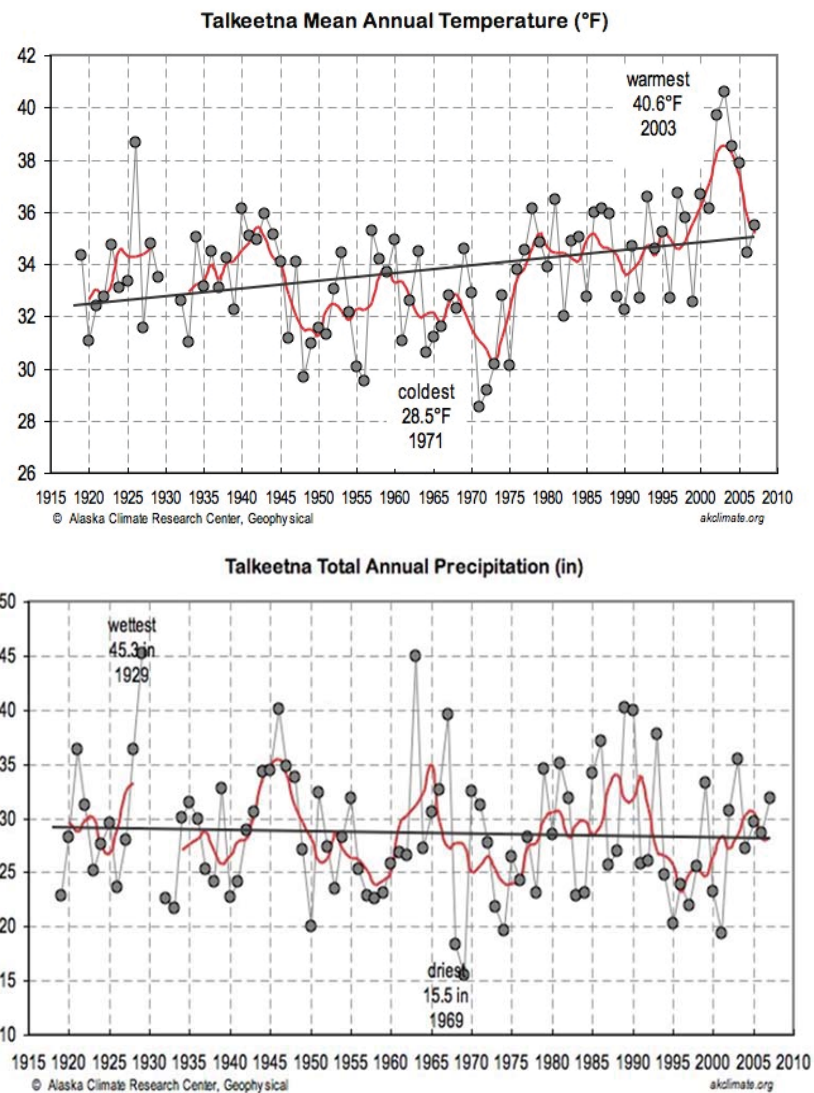 Talkeetna Mean Annual Temperature (°F)
42
40
38
36
34
32
30
28
26
warmest
40.6°F
2003
coldest
28.5°F
1971
1915 1920 1925 1930 1935 1940 1945 1950 1955 1960 1965 1970 1975 1980 1985 1990 1995 2000 2005 2010
© Alaska Climate Research Center, Geophysical akclimate.org
Talkeetna Total Annual Precipitation (in)
50
45
40
35
30
25
20
15
10
wettest
45.3 in
1929
driest
15.5 in
1969
1915 1920 1925 1930 1935 1940 1945 1950 1955 1960 1965 1970 1975 1980 1985 1990 1995 2000 2005 2010
© Alaska Climate Research Center, Geophysical akclimate.org